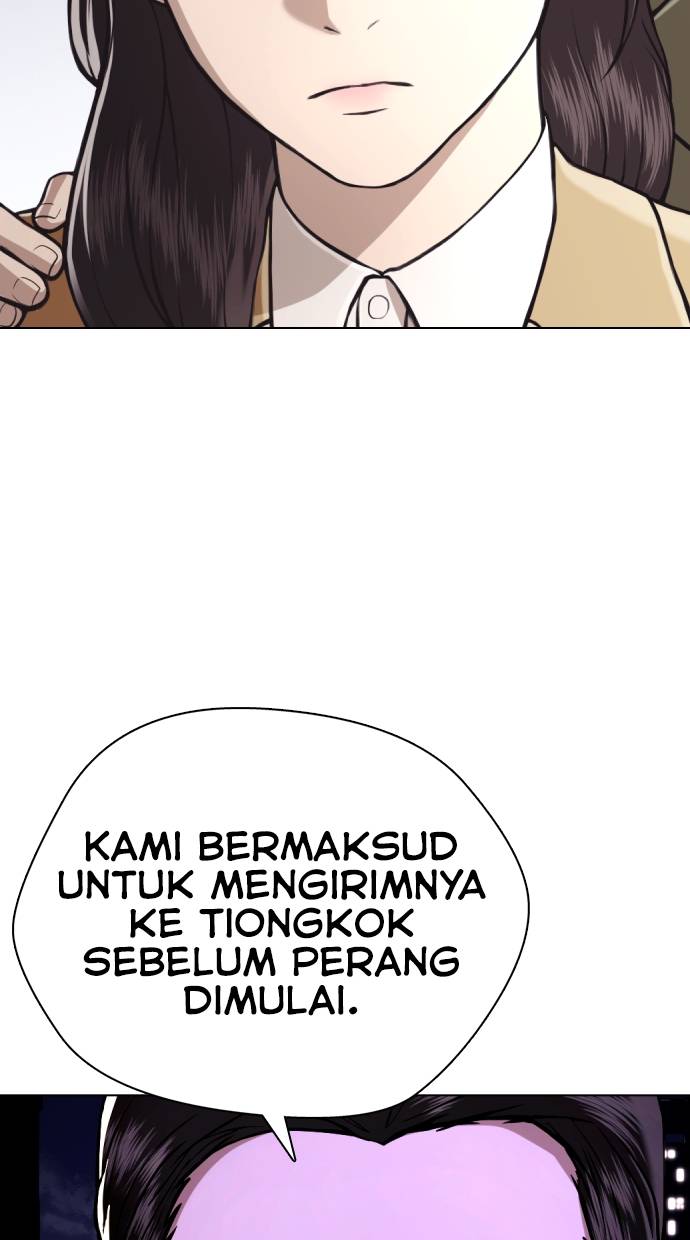 KAMI BERMAKSUD
UNTUK MENGIRIMNYA
KE TIONGKOK
SEBELUM PERANG
DIMULAI.